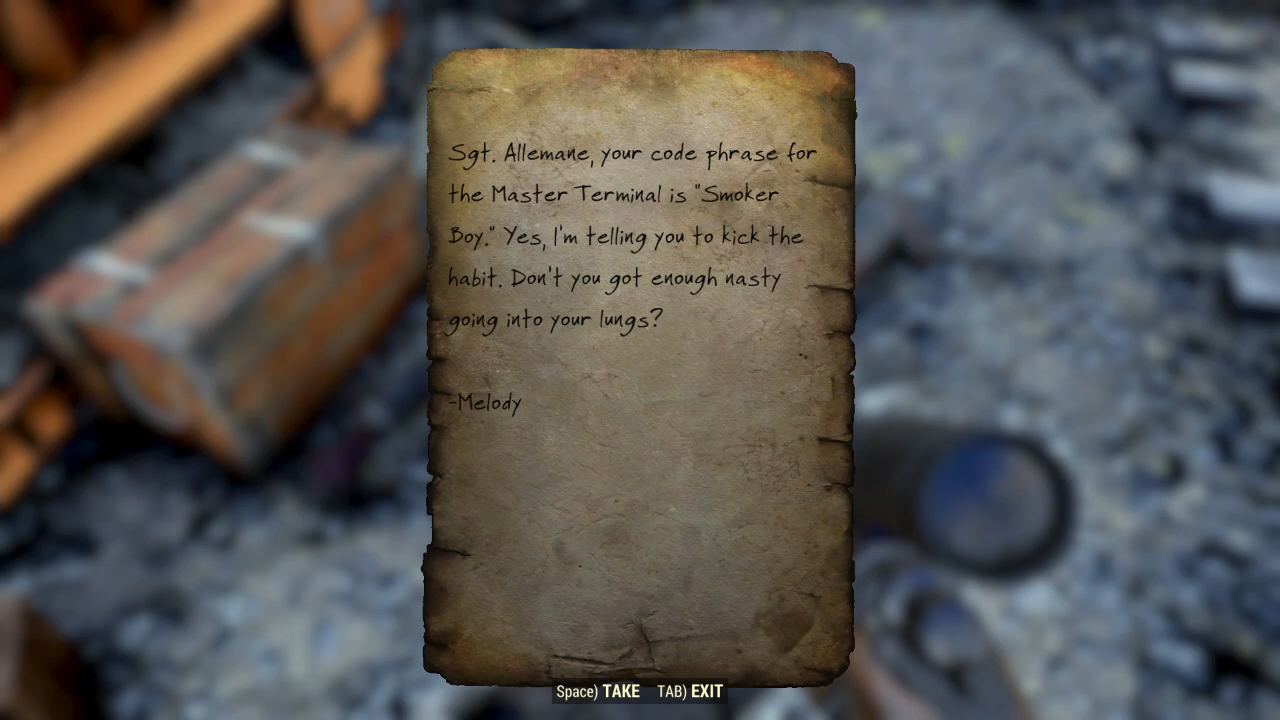 Sgt. Allemane, your code phrase for
the Master Terminal is "Smoker
Boy." Yes, I'm telling you to kick the
habit. Don't you got enough nasty
going into your lungs?
-Melody
Space) TAKE TAB) EXIT